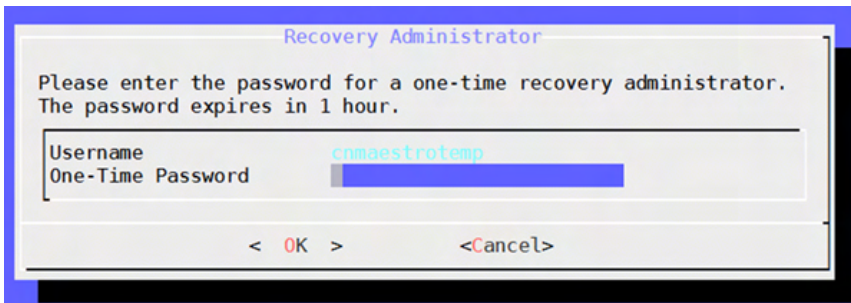 Recovery Administrator
Please enter the password for a one-time recovery administrator.
The password expires in 1 hour.
Username cnmaestrotemp
One-Time Password
< OK > <Cancel>